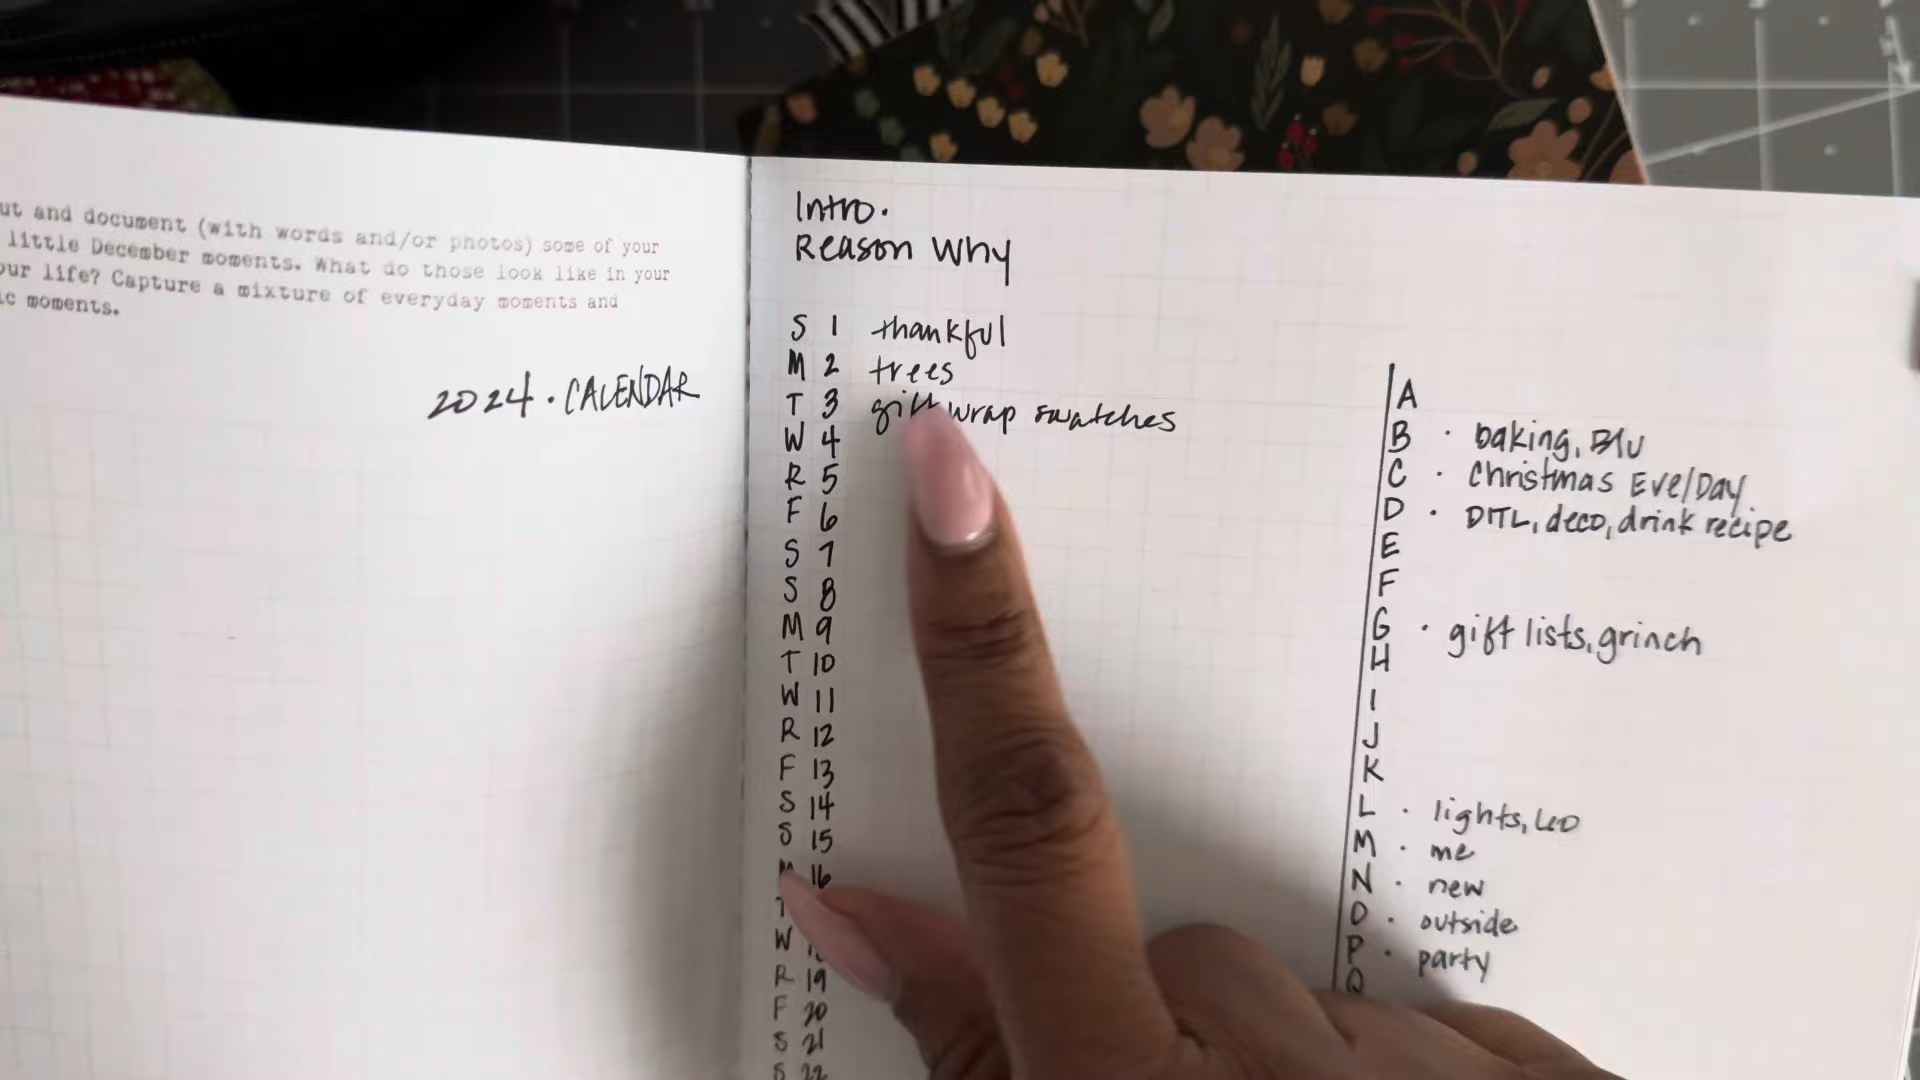 ut and document (with words and/or photos) some of your
little December moments. What do those look like in your
our life? Capture a mixture of everyday moments and
ic moments.
2024 · CALENDAR
Intro.
Reason Why
S 1 thankful
M 2 trees
T 3 gift wrap swatches
W 4
R 5
F 6
S 7
S 8
M 9
T 10
W 11
R 12
F 13
S 14
S 15
M 16
T
W
R 19
F 20
S 21
S 22
A
B · baking, Blu
C · Christmas Eve/Day
D · DITL, deco, drink recipe
E
F
G · gift lists, grinch
H
I
J
K
L · lights, Leo
M · me
N · new
O · outside
P · party
Q